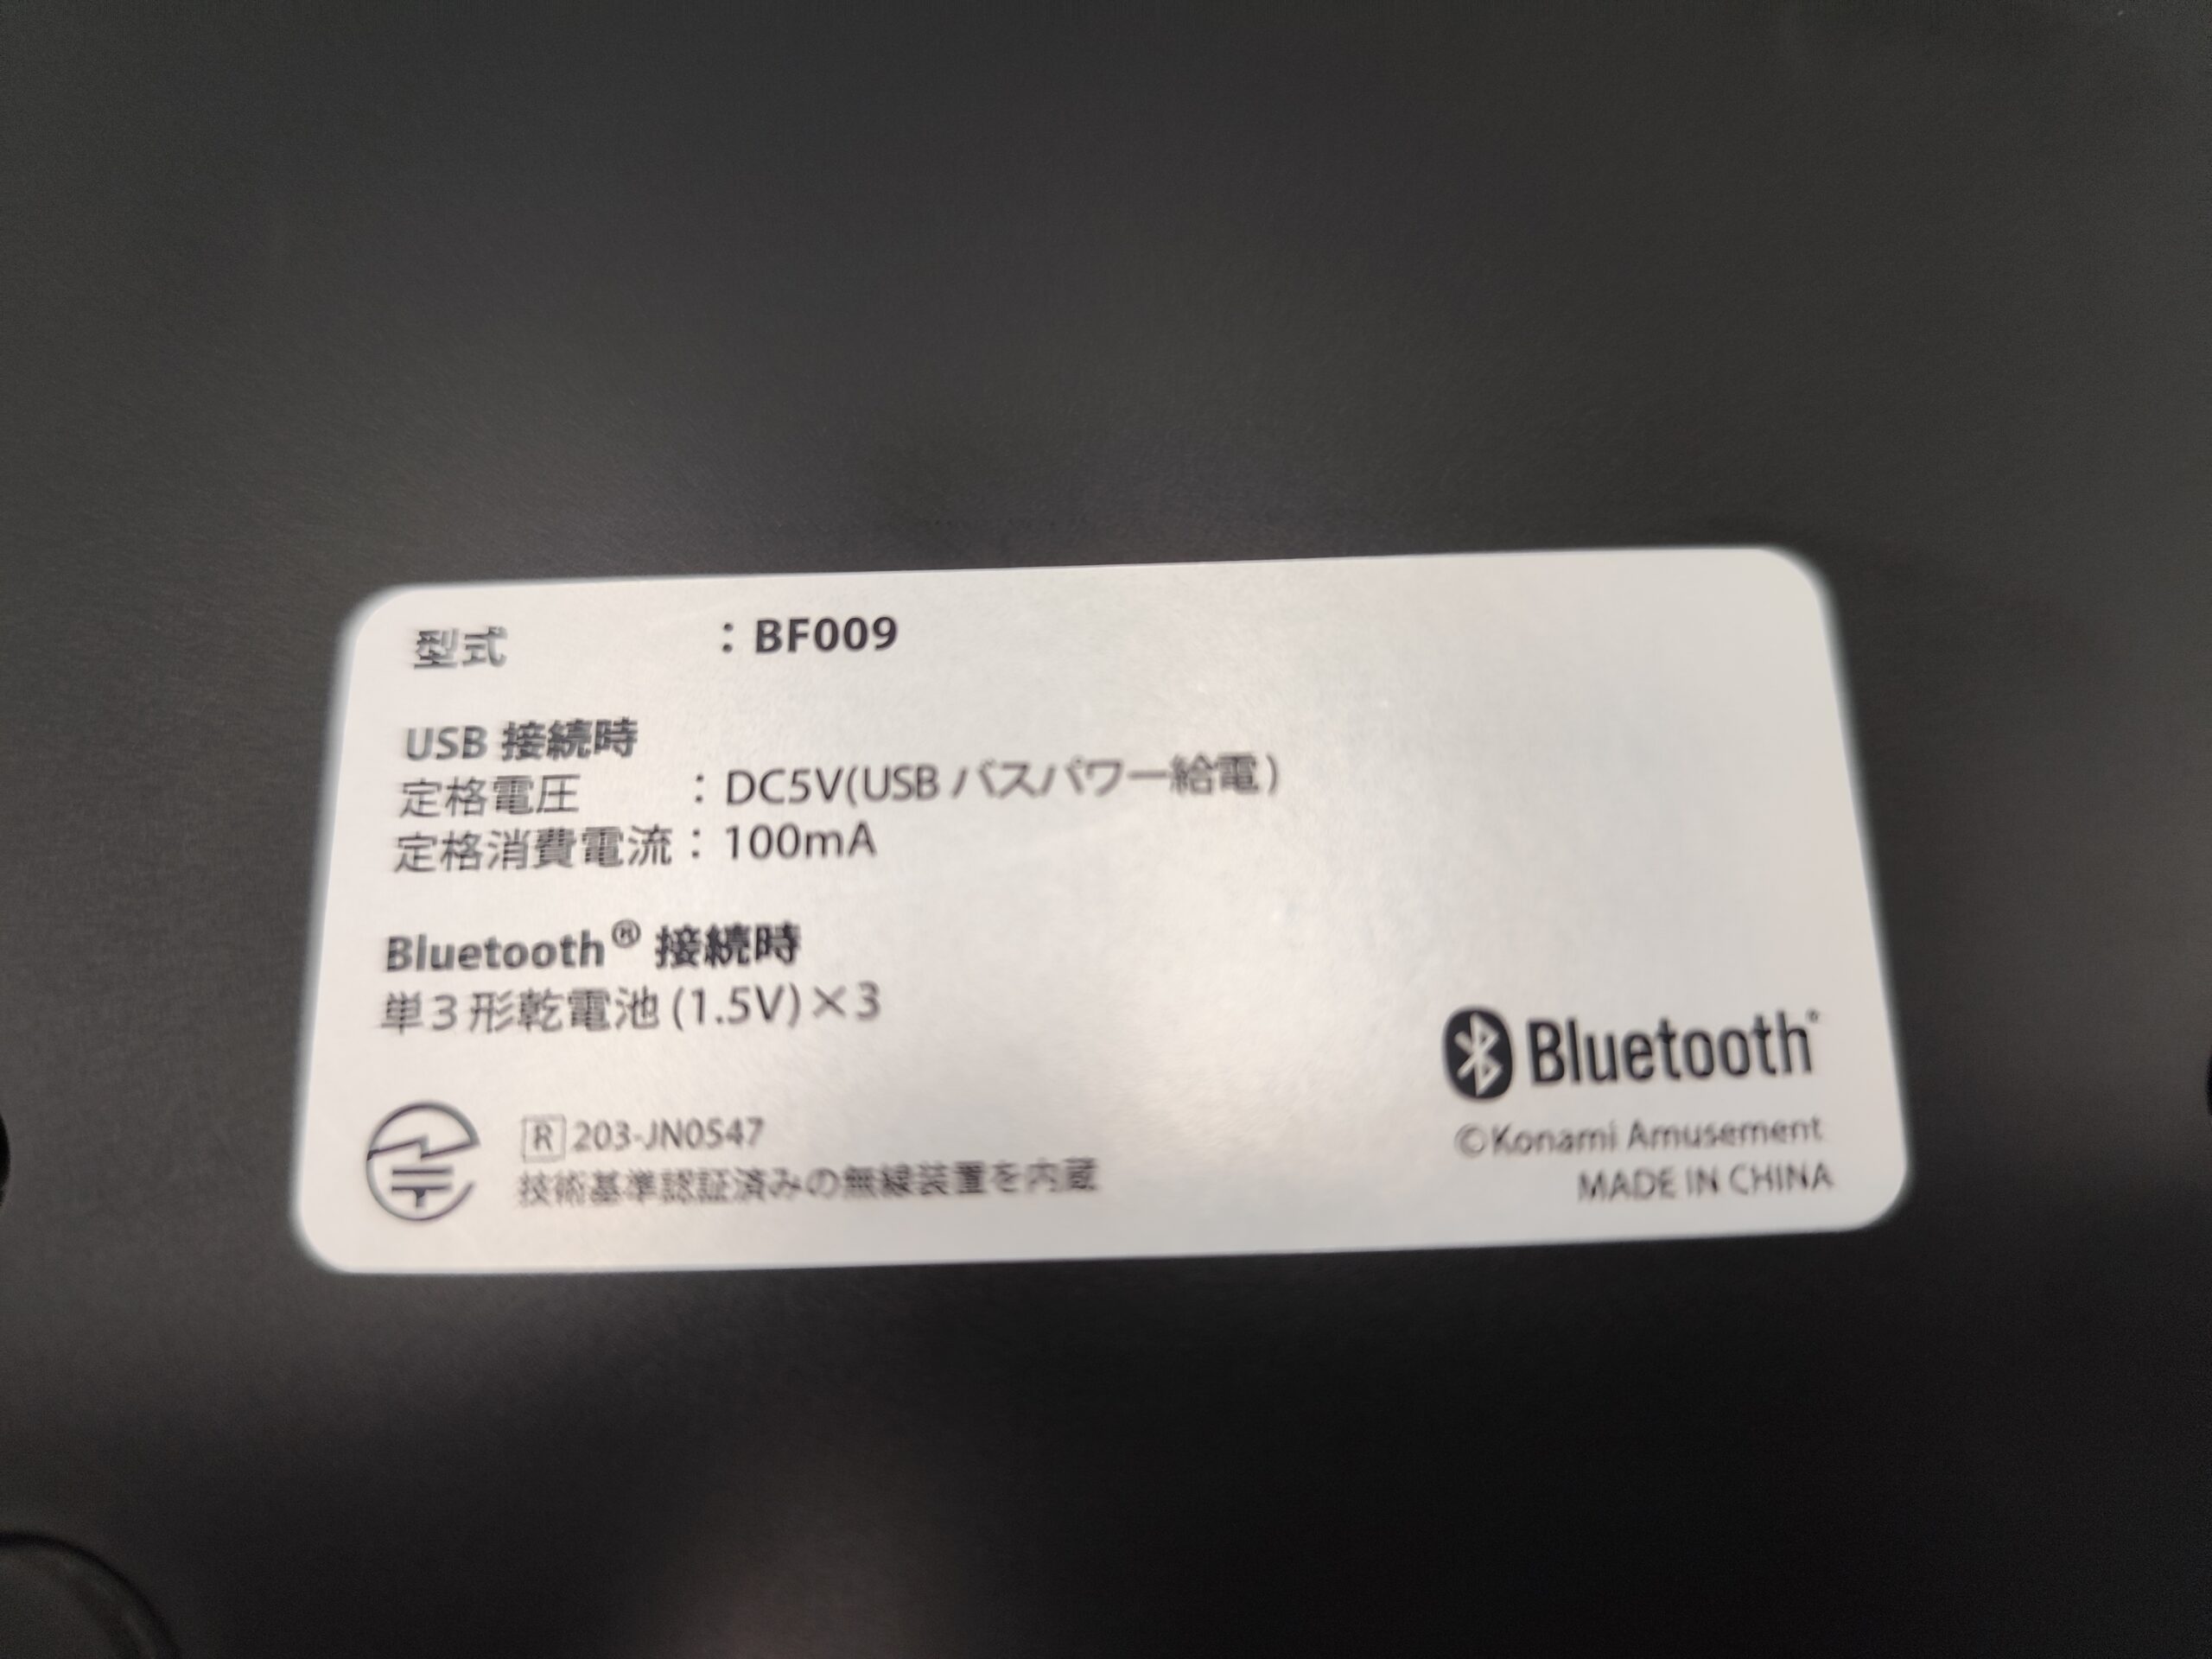 型式 : BF009
USB 接続時
定格電圧 : DC5V(USB バスパワー給電)
定格消費電流 : 100mA
Bluetooth® 接続時
単3形乾電池 (1.5V)×3
R 203-JN0547
技術基準認証済みの無線装置を内蔵
Bluetooth®
©Konami Amusement
MADE IN CHINA